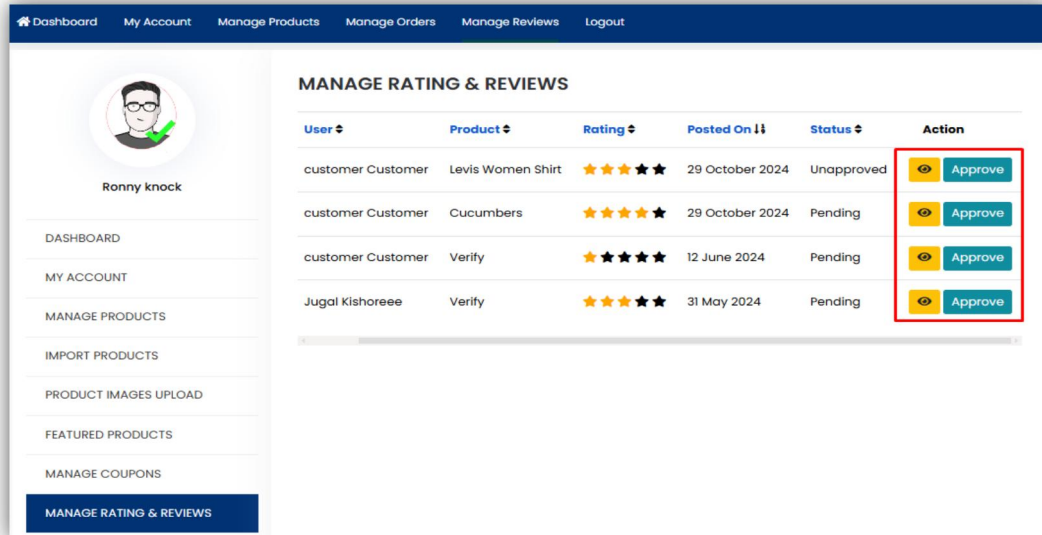 Dashboard My Account Manage Products Manage Orders Manage Reviews Logout
Ronny knock
DASHBOARD
MY ACCOUNT
MANAGE PRODUCTS
IMPORT PRODUCTS
PRODUCT IMAGES UPLOAD
FEATURED PRODUCTS
MANAGE COUPONS
MANAGE RATING & REVIEWS
MANAGE RATING & REVIEWS
User Product Rating Posted On Status Action
customer Customer Levis Women Shirt 29 October 2024 Unapproved Approve
customer Customer Cucumbers 29 October 2024 Pending Approve
customer Customer Verify 12 June 2024 Pending Approve
Jugal Kishoreee Verify 31 May 2024 Pending Approve